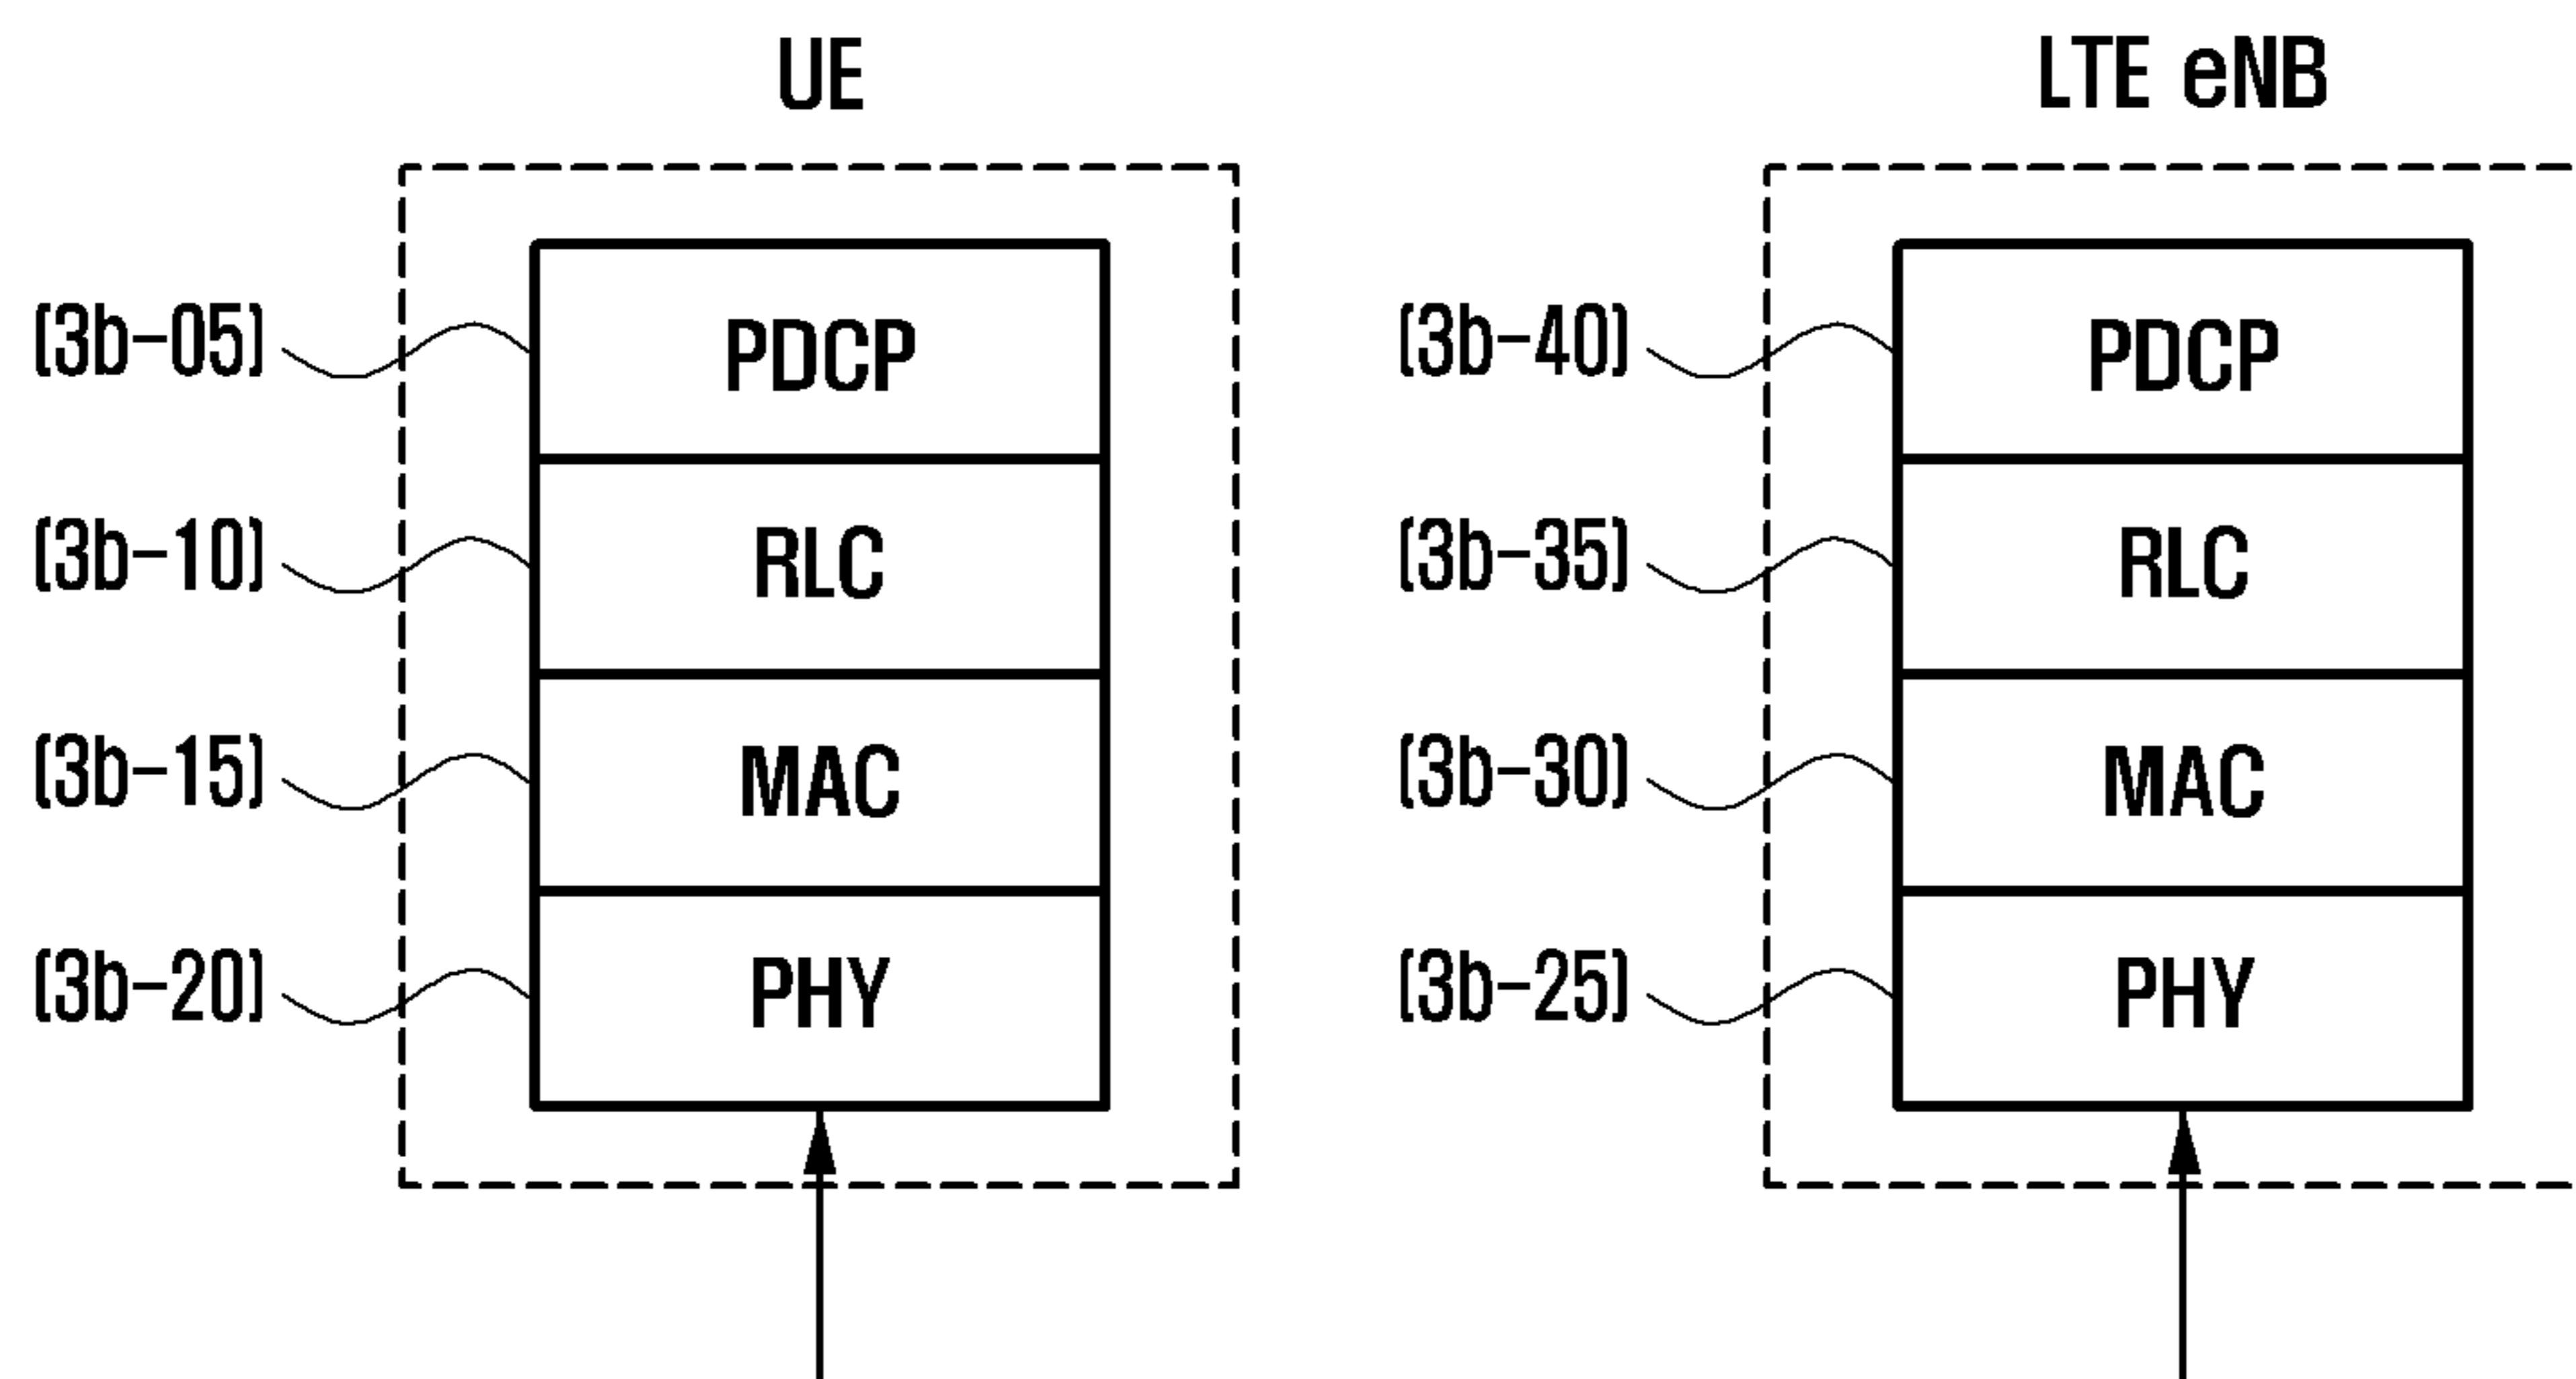 UE LTE eNB
(3b-05) PDCP (3b-40) PDCP
(3b-10) RLC (3b-35) RLC
(3b-15) MAC (3b-30) MAC
(3b-20) PHY (3b-25) PHY